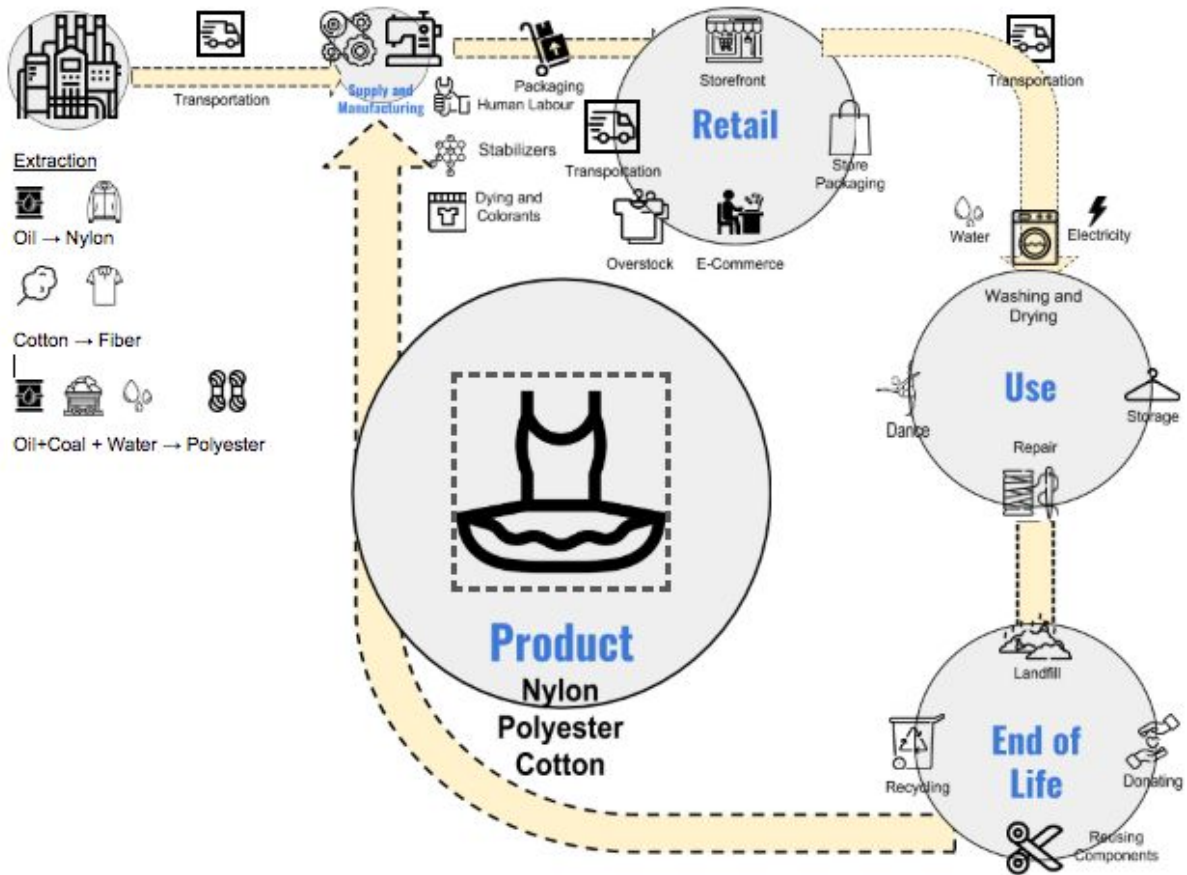 Transportation
Supply and
Manufacturing
Packaging
Human Labour
Stabilizers
Dying and
Colorants
Storefront
Retail
Transportation
Store
Packaging
Overstock
E-Commerce
Transportation
Water
Electricity
Extraction
Oil → Nylon
Cotton → Fiber
Oil+Coal + Water → Polyester
Washing and
Drying
Use
Dance
Storage
Repair
Product
Nylon
Polyester
Cotton
Landfill
End of
Life
Recycling
Donating
Reusing
Components